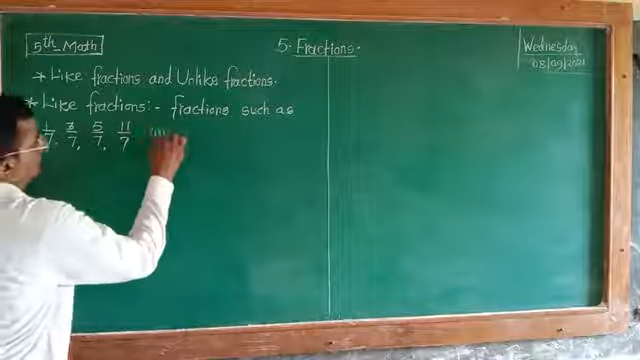 5th Math
5. Fractions.
Wednesday
08/09/2021
* Like fractions and Unlike fractions.
* Like fractions:- fractions such as
1/7, 3/7, 5/7, 11/7